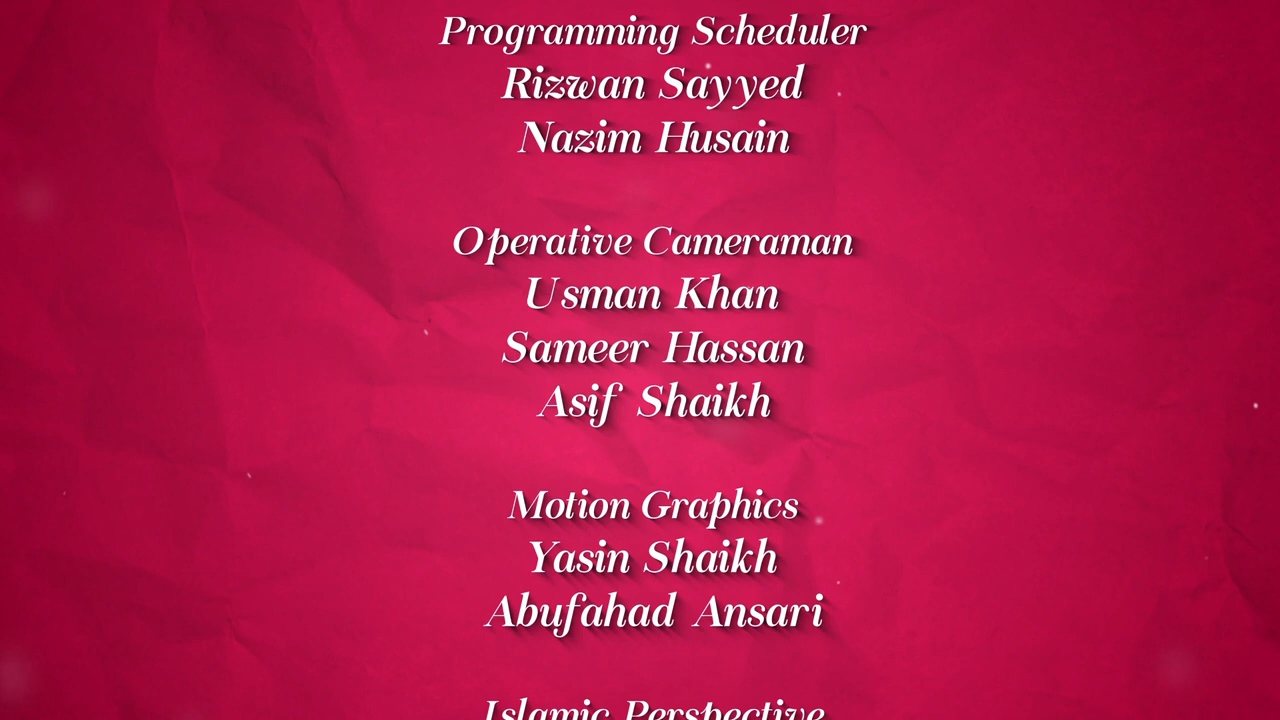 Programming Scheduler
Rizwan Sayyed
Nazim Husain
Operative Cameraman
Usman Khan
Sameer Hassan
Asif Shaikh
Motion Graphics
Yasin Shaikh
Abufahad Ansari
Islamic Perspective